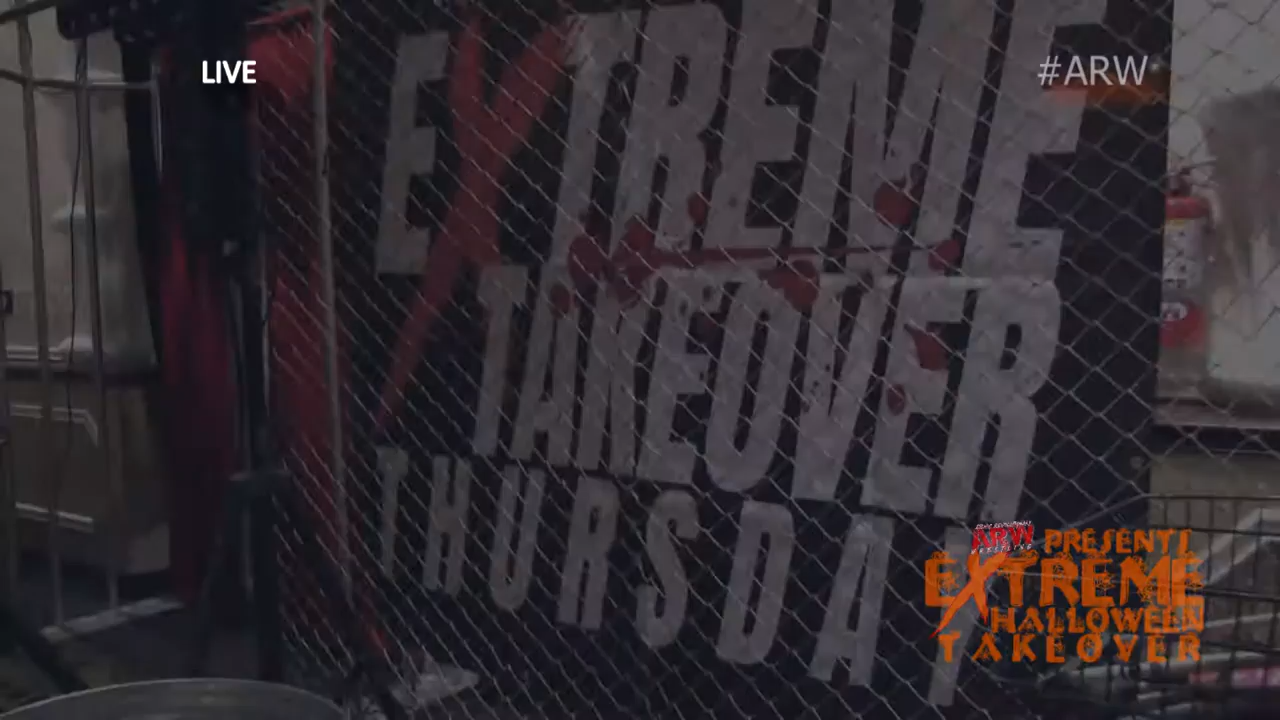 LIVE
#ARW
EXTREME
TAKEOVER
THURSDAY
ARW
PRESENTS
EXTREME
HALLOWEEN
TAKEOVER